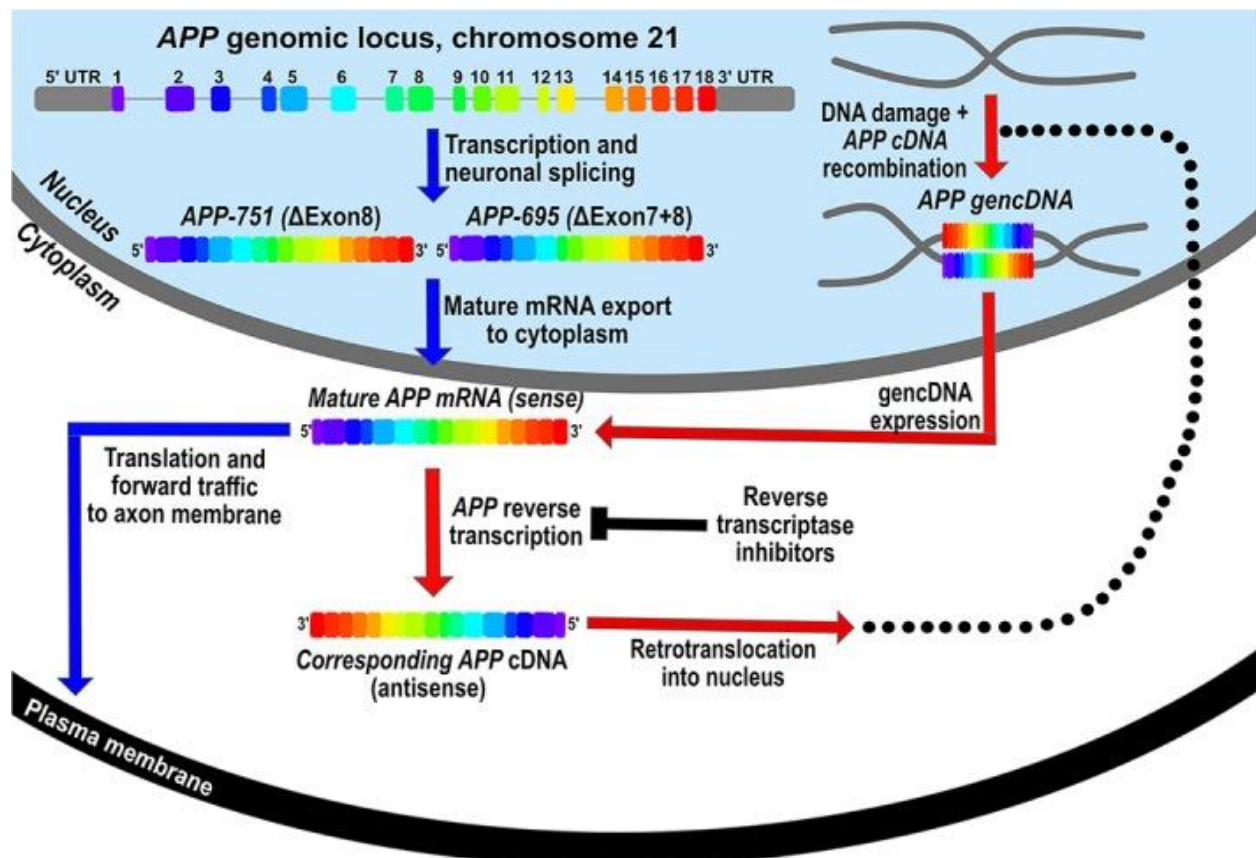 APP genomic locus, chromosome 21
5' UTR 1 2 3 4 5 6 7 8 9 10 11 12 13 14 15 16 17 18 3' UTR
Transcription and
neuronal splicing
DNA damage +
APP cDNA
recombination
APP gencDNA
Nucleus
Cytoplasm
APP-751 (ΔExon8)
5' 3'
APP-695 (ΔExon7+8)
5' 3'
Mature mRNA export
to cytoplasm
gencDNA
expression
Mature APP mRNA (sense)
5' 3'
Translation and
forward traffic
to axon membrane
APP reverse
transcription
Reverse
transcriptase
inhibitors
3' 5'
Corresponding APP cDNA
(antisense)
Retrotranslocation
into nucleus
Plasma membrane